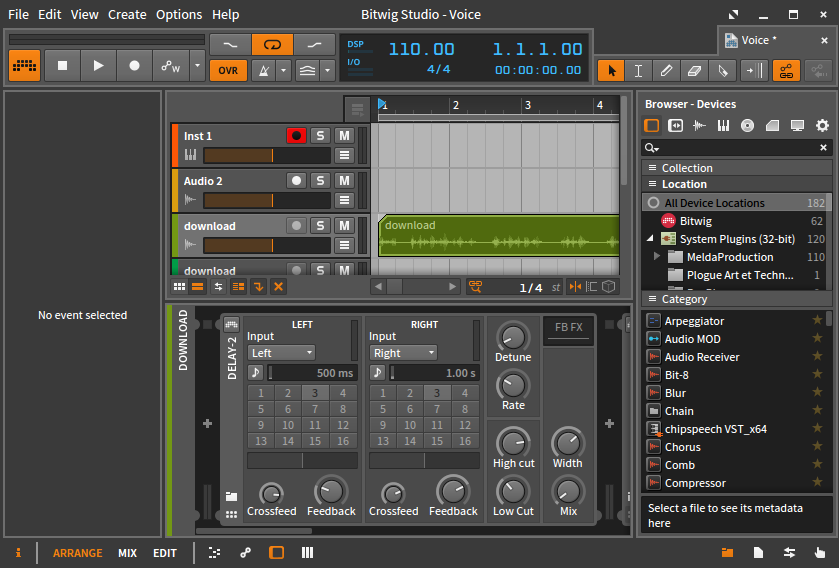 File Edit View Create Options Help
Bitwig Studio - Voice
Voice *
OVR
DSP
I/O
110.00
4/4
1.1.1.00
00:00:00.00
No event selected
1 2 3 4
Inst 1 S M
Audio 2 S M
download S M
download S M
download
1/4 st
DOWNLOAD
DELAY-2
LEFT
Input
Left
500 ms
1 2 3 4
5 6 7 8
9 10 11 12
13 14 15 16
Crossfeed Feedback
RIGHT
Input
Right
1.00 s
1 2 3 4
5 6 7 8
9 10 11 12
13 14 15 16
Crossfeed Feedback
Detune
Rate
High cut
Low Cut
FB FX
Width
Mix
Browser - Devices
Collection
Location
All Device Locations 182
Bitwig 62
System Plugins (32-bit) 120
MeldaProduction 110
Plogue Art et Techn... 1
Category
Arpeggiator
Audio MOD
Audio Receiver
Bit-8
Blur
Chain
chipspeech VST_x64
Chorus
Comb
Compressor
Select a file to see its metadata
here
i ARRANGE MIX EDIT